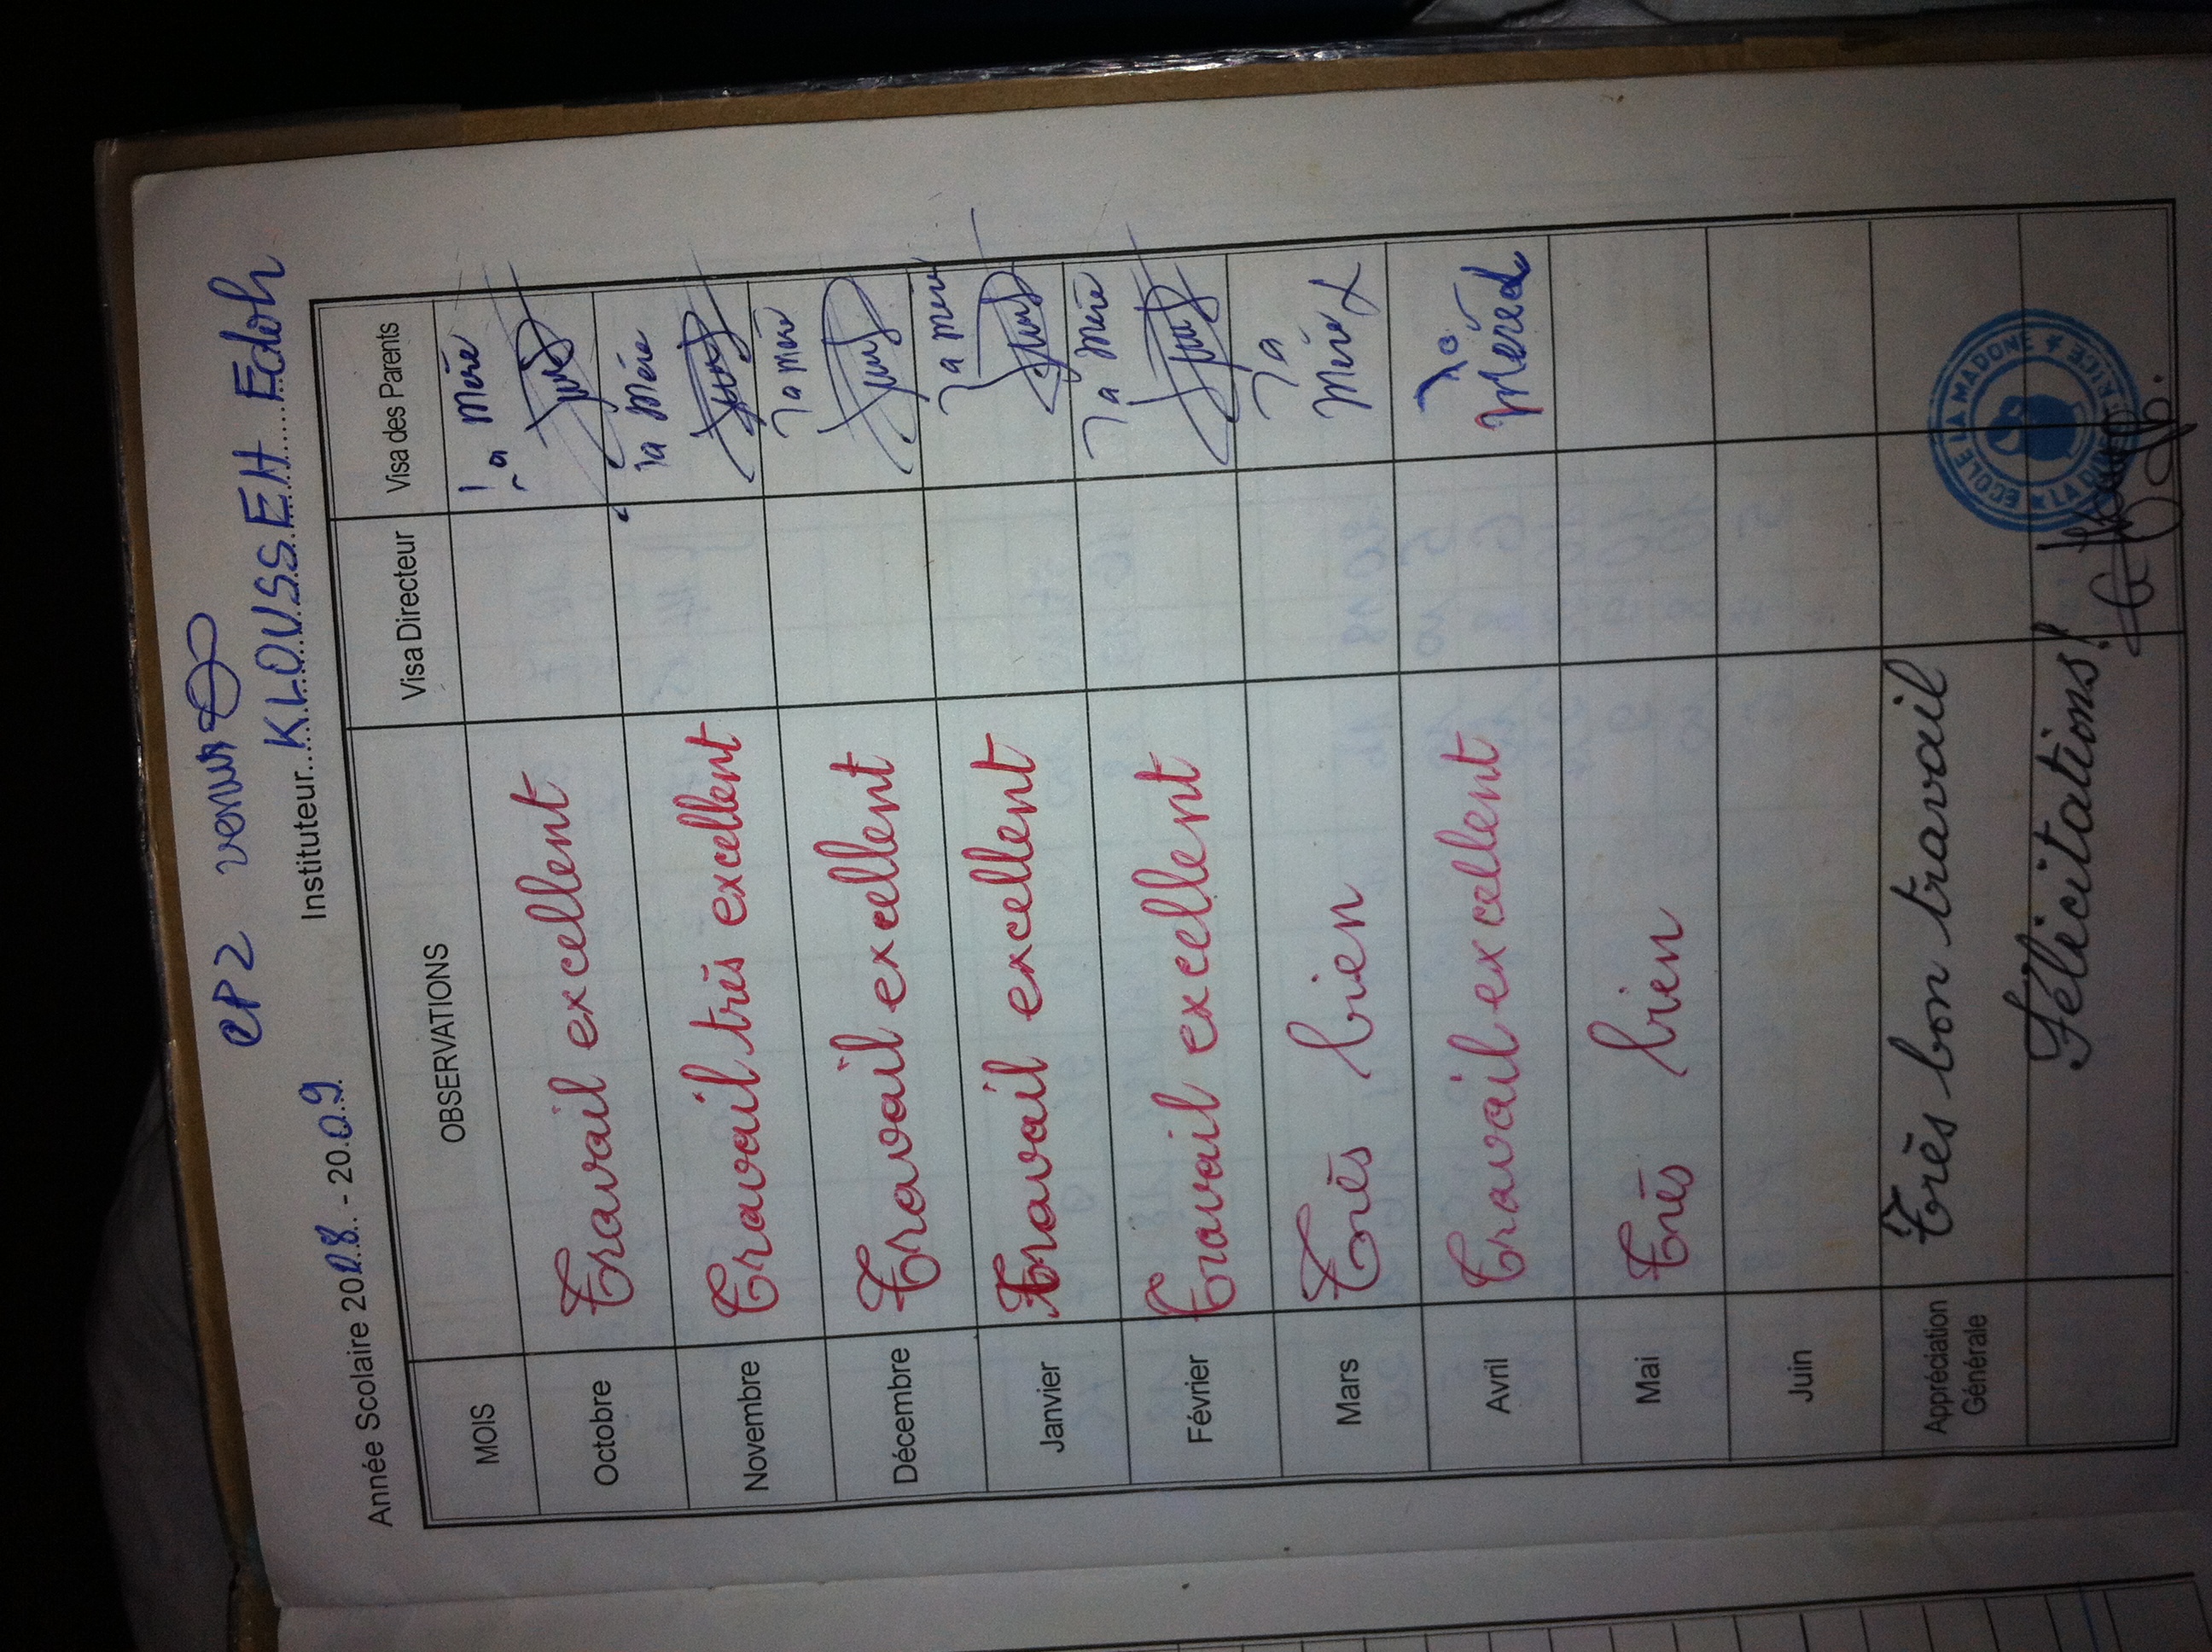 CP2 venus
Année Scolaire 2008 - 2009 Instituteur KLOUSSEH Edoh
MOIS OBSERVATIONS Visa Directeur Visa des Parents
Octobre Travail excellent la Mère
Novembre Travail très excellent la Mère
Décembre Travail excellent la mère
Janvier Travail excellent la mère
Février Travail excellent la Mère
Mars Très bien la
Mère
Avril Travail excellent la
Mère
Mai Très bien
Juin
Appréciation Très bon travail
Générale
Félicitations!
ECOLE LA MADONE
LA DIRECTRICE